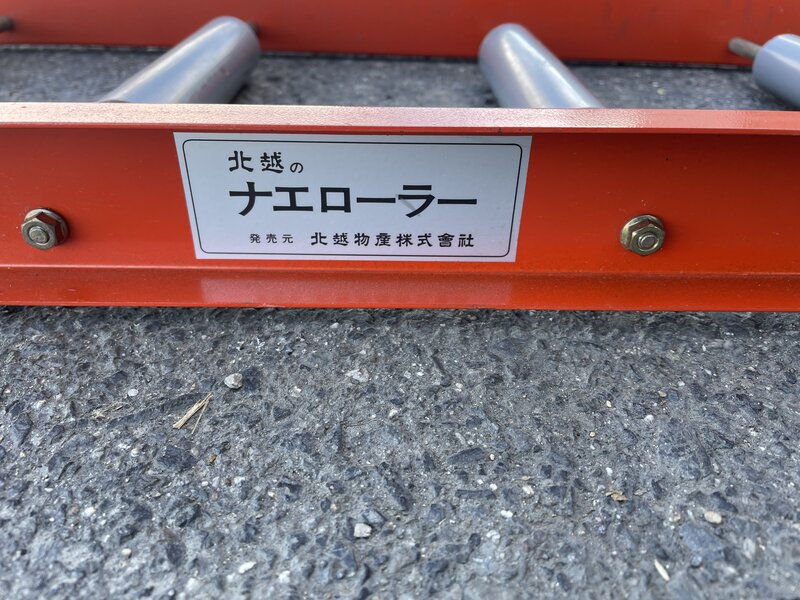 北越の
ナエローラー
発売元 北越物産株式會社